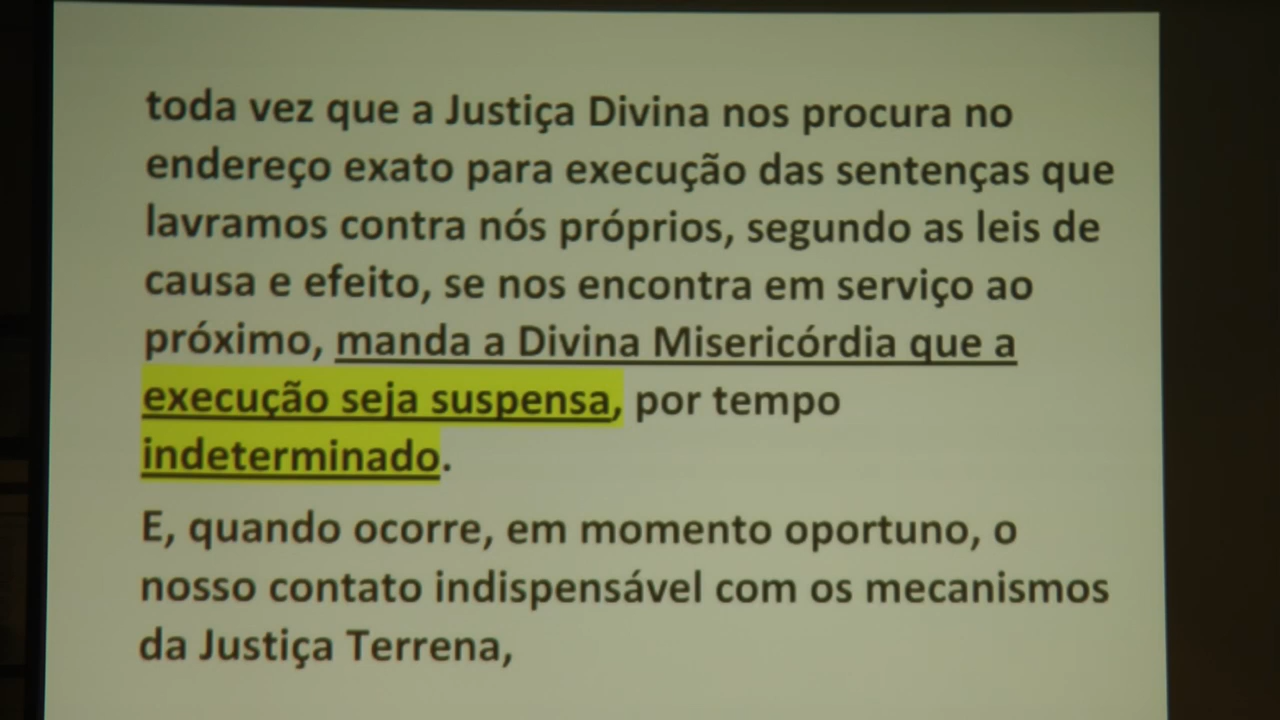 toda vez que a Justiça Divina nos procura no
endereço exato para execução das sentenças que
lavramos contra nós próprios, segundo as leis de
causa e efeito, se nos encontra em serviço ao
próximo, manda a Divina Misericórdia que a
execução seja suspensa, por tempo
indeterminado.
E, quando ocorre, em momento oportuno, o
nosso contato indispensável com os mecanismos
da Justiça Terrena,